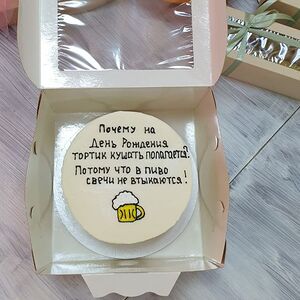 Почему на
День Рождения
тортик кушать полагается?
Потому что в пиво
свечи не втыкаются!